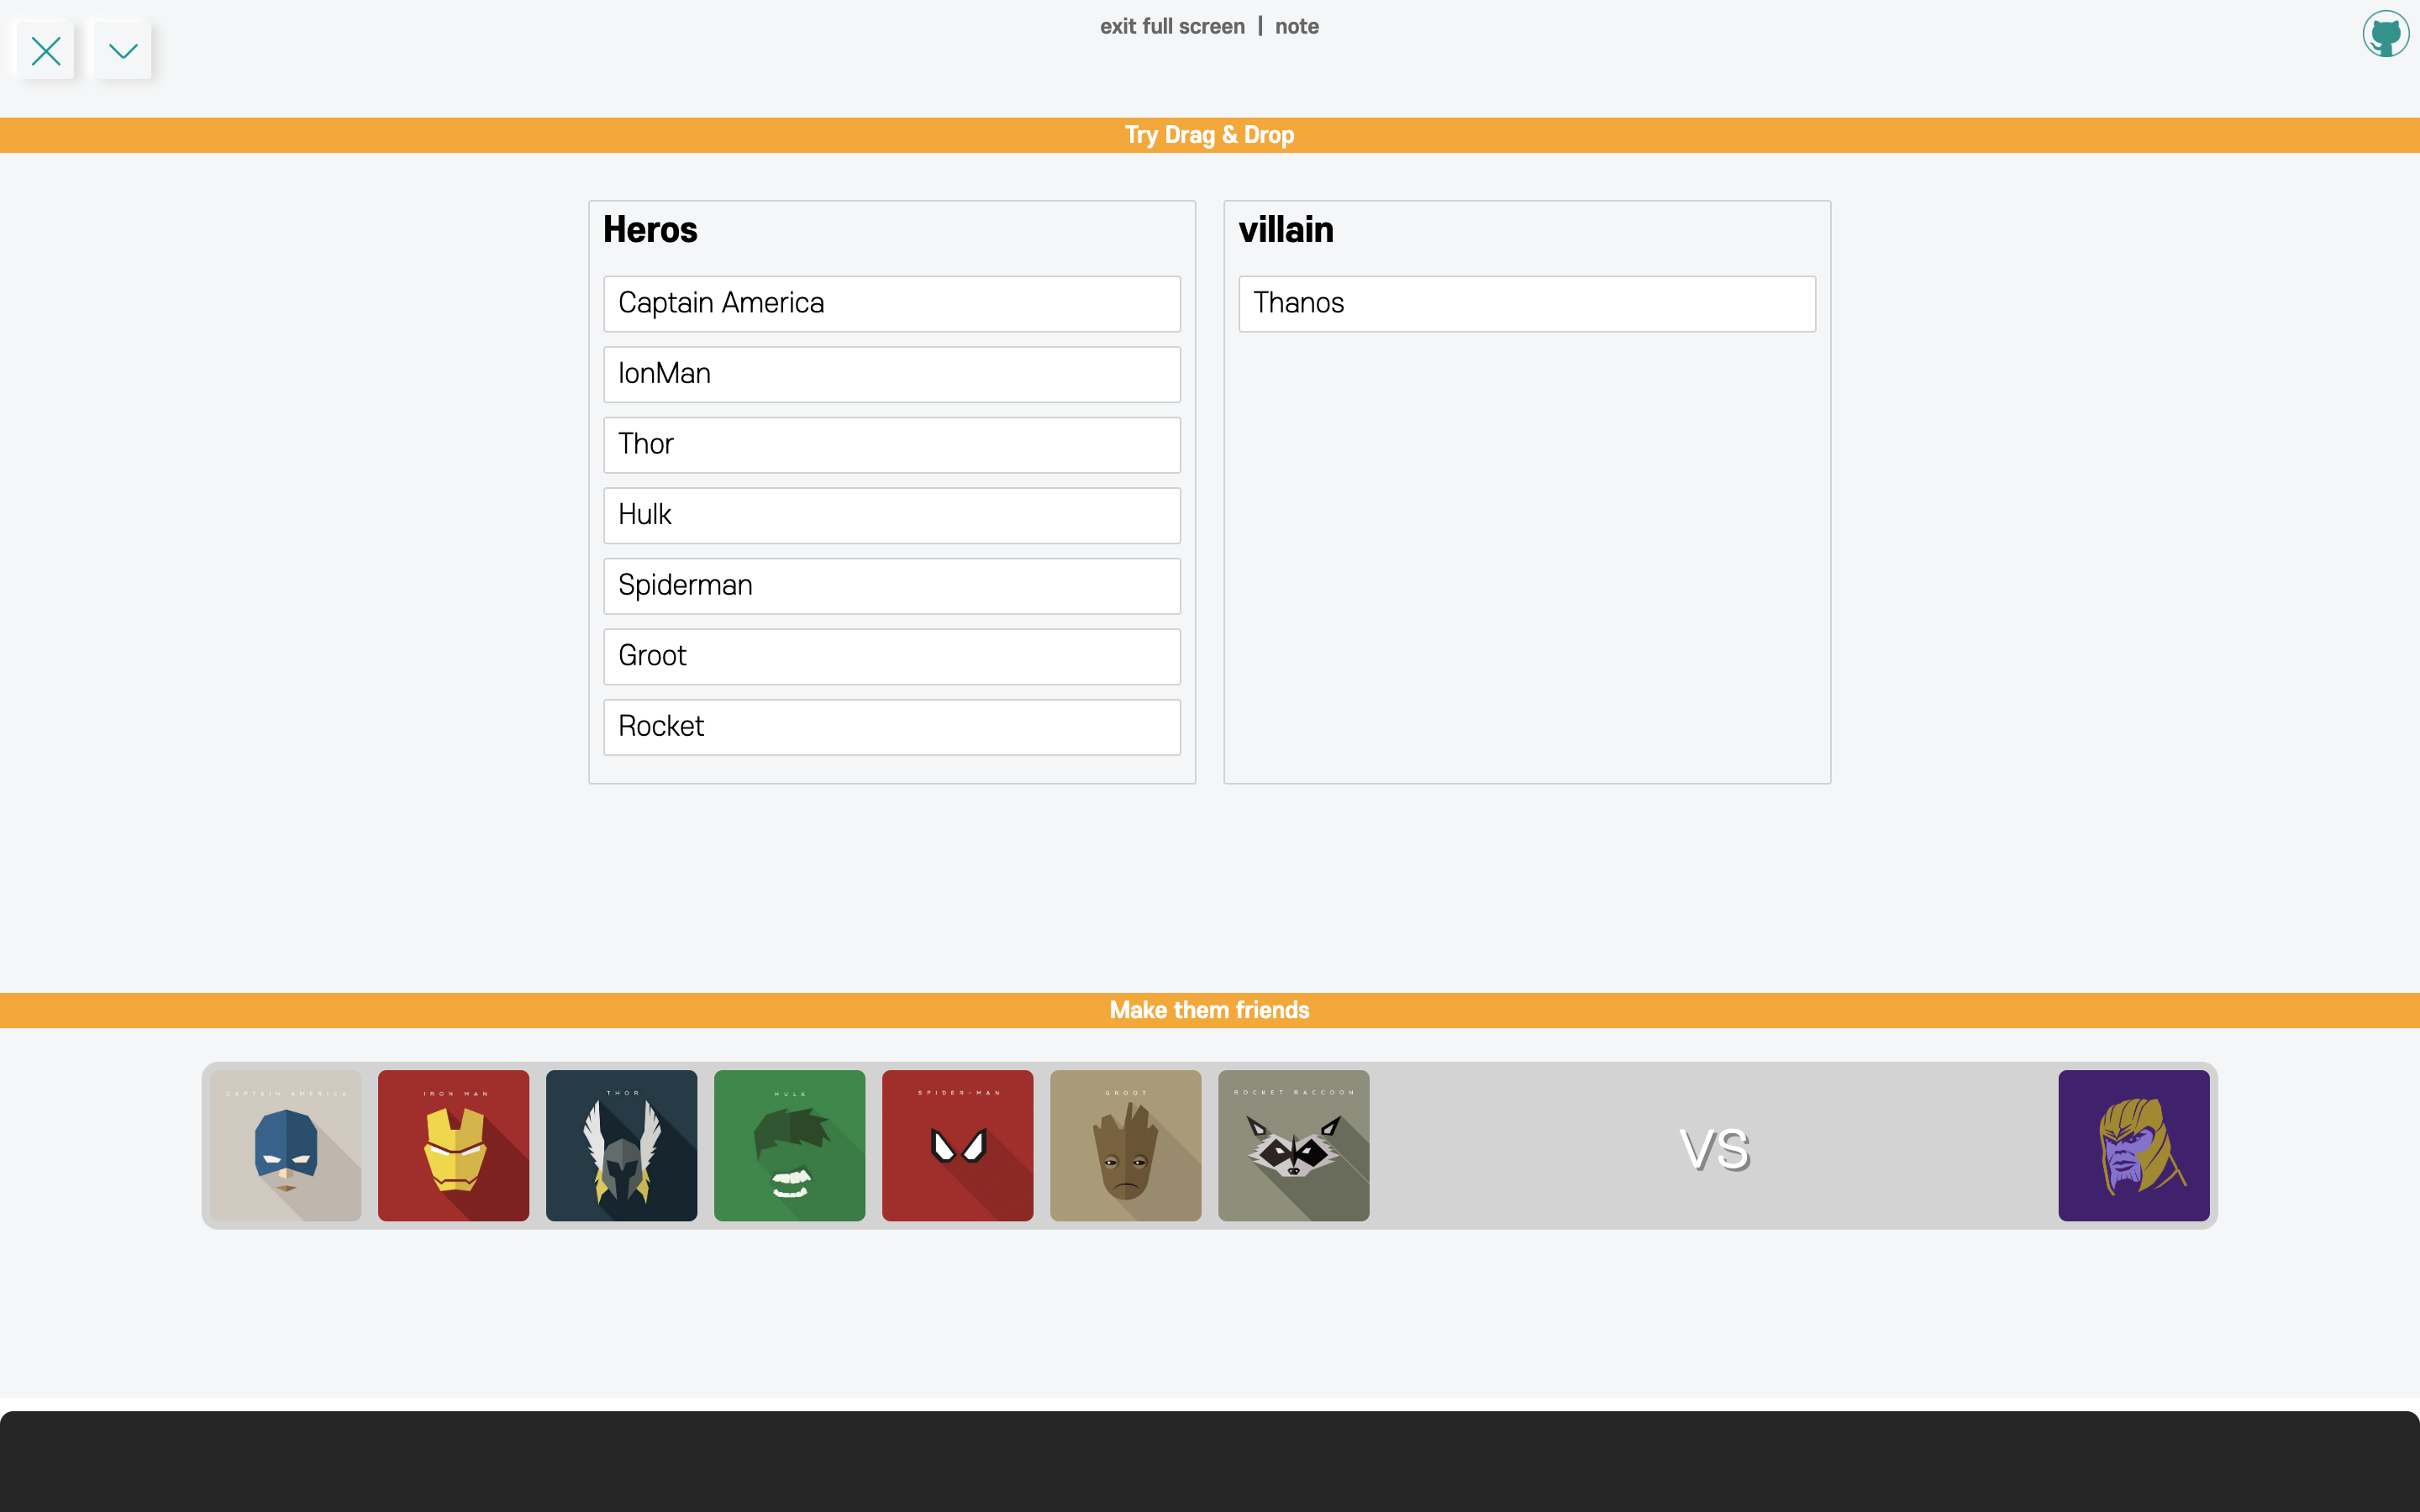 exit full screen | note
Try Drag & Drop
Heros
Captain America
IonMan
Thor
Hulk
Spiderman
Groot
Rocket
villain
Thanos
Make them friends
CAPTAIN AMERICA
IRON MAN
THOR
HULK
SPIDER-MAN
GROOT
ROCKET RACCOON
VS